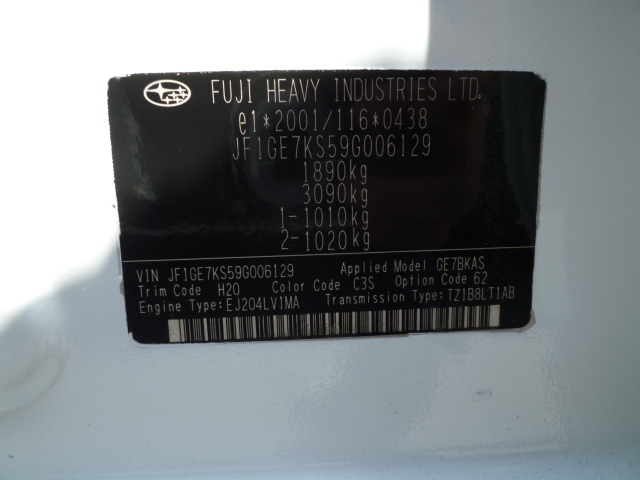 FUJI HEAVY INDUSTRIES LTD.
e1*2001/116*0438
JF1GE7KS59G006129
1890kg
3090kg
1-1010kg
2-1020kg
VIN JF1GE7KS59G006129 Applied Model GE7BKAS
Trim Code H20 Color Code C3S Option Code 62
Engine Type: EJ204LV1MA Transmission Type: TZ1B8LT1AB